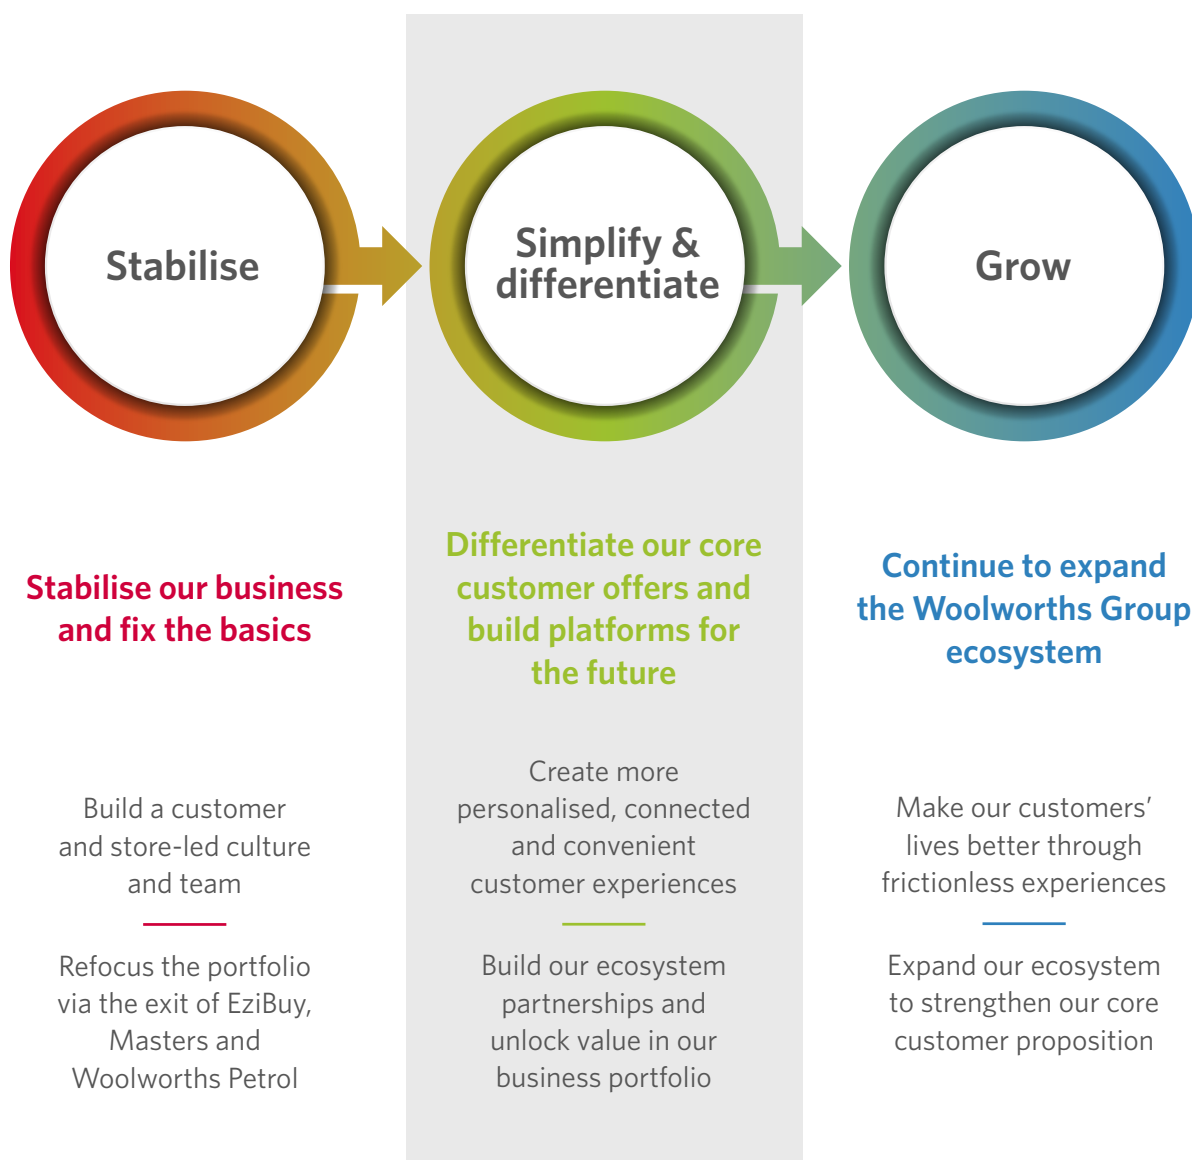 Stabilise
Simplify &
differentiate
Grow
Stabilise our business
and fix the basics
Differentiate our core
customer offers and
build platforms for
the future
Continue to expand
the Woolworths Group
ecosystem
Build a customer
and store-led culture
and team
Refocus the portfolio
via the exit of EziBuy,
Masters and
Woolworths Petrol
Create more
personalised, connected
and convenient
customer experiences
Build our ecosystem
partnerships and
unlock value in our
business portfolio
Make our customers’
lives better through
frictionless experiences
Expand our ecosystem
to strengthen our core
customer proposition